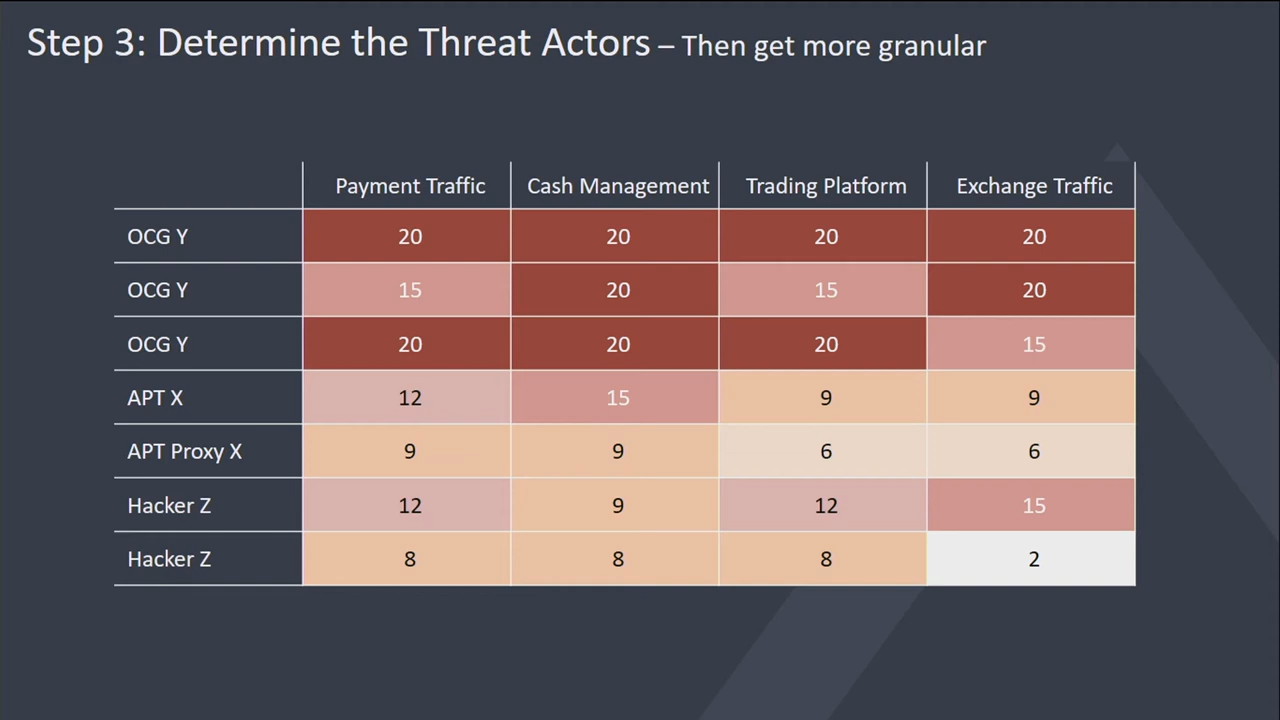 Step 3: Determine the Threat Actors – Then get more granular
Payment Traffic Cash Management Trading Platform Exchange Traffic
OCG Y 20 20 20 20
OCG Y 15 20 15 20
OCG Y 20 20 20 15
APT X 12 15 9 9
APT Proxy X 9 9 6 6
Hacker Z 12 9 12 15
Hacker Z 8 8 8 2